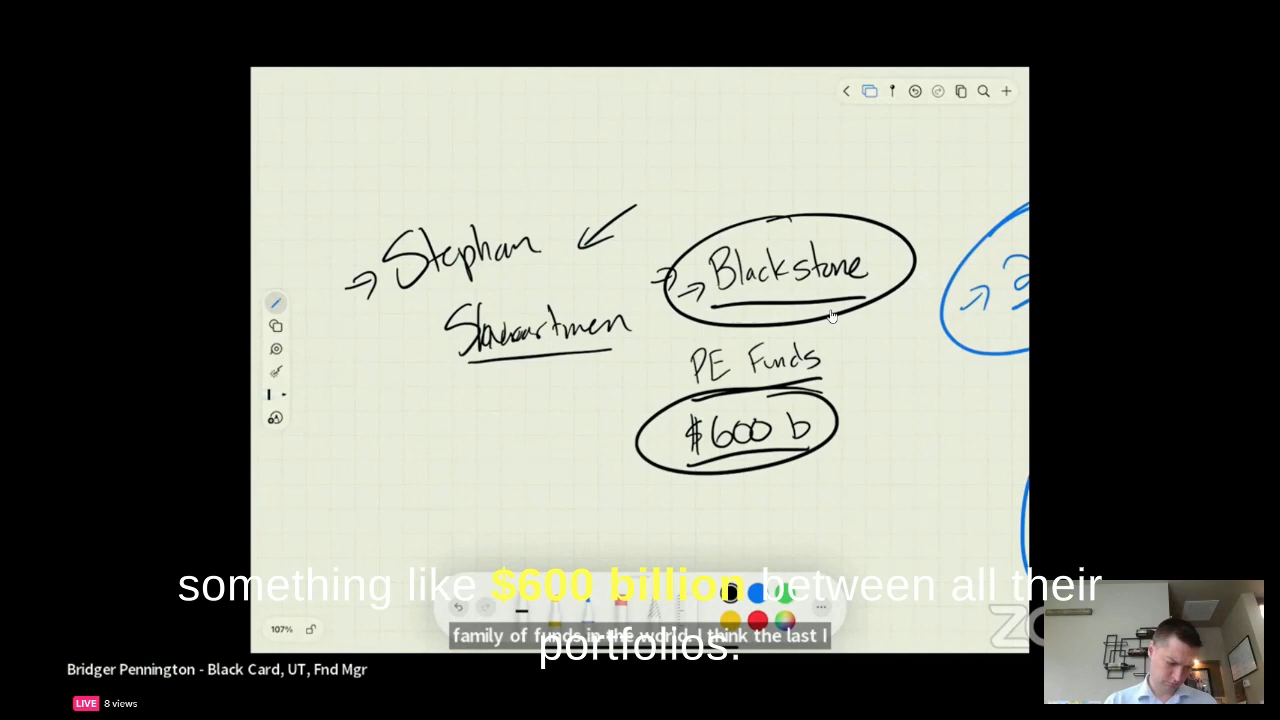 Stephan
Blackstone
PE Funds
$600 b
something like $600 billion between all their
portfolios.
family of funds in the world. I think the last I
107%
Bridger Pennington - Black Card, UT, Fnd Mgr
LIVE 8 views